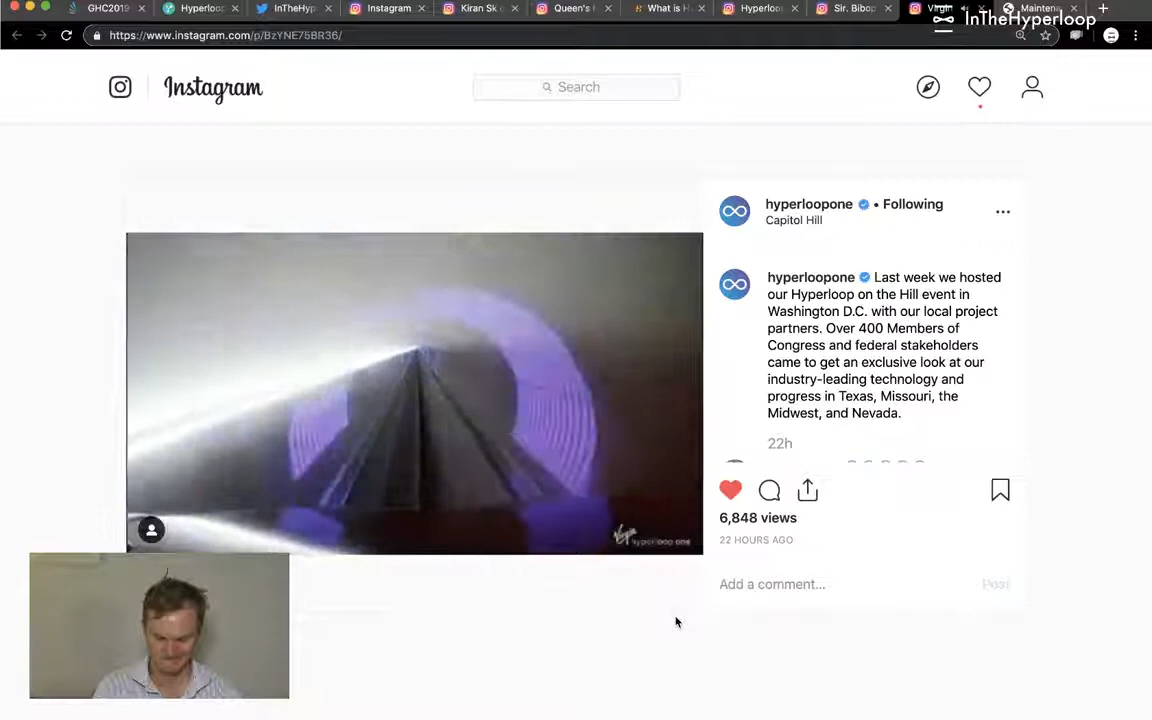 GHC2019
Hyperloo
InTheHyp
Instagram
Kiran Sk
Queen's
What is H
Hyperloo
Sir. Bibop
Virgin
Maintena
InTheHyperloop
https://www.instagram.com/p/BzYNE75BR36/
Instagram
Search
hyperloopone • Following
Capitol Hill
hyperloopone Last week we hosted
our Hyperloop on the Hill event in
Washington D.C. with our local project
partners. Over 400 Members of
Congress and federal stakeholders
came to get an exclusive look at our
industry-leading technology and
progress in Texas, Missouri, the
Midwest, and Nevada.
22h
6,848 views
22 HOURS AGO
Add a comment...
Post
Virgin hyperloop one